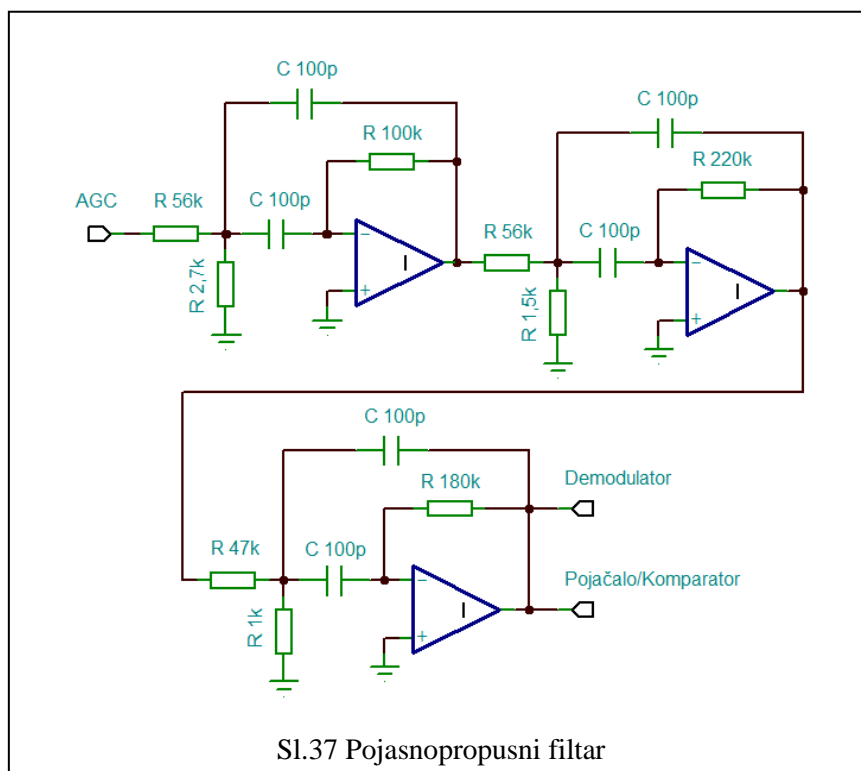 C 100p
C 100p
R 100k
R 220k
AGC
R 56k
C 100p
R 56k
C 100p
R 2,7k
R 1,5k
C 100p
R 180k
Demodulator
R 47k
C 100p
Pojačalo/Komparator
R 1k
Sl.37 Pojasnopropusni filtar